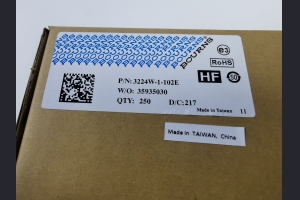 BOURNS
e3
RoHS
HF
P/N: 3224W-1-102E
W/O: 35935030
QTY: 250 D/C: 217
Made in Taiwan 11
Made in TAIWAN, China